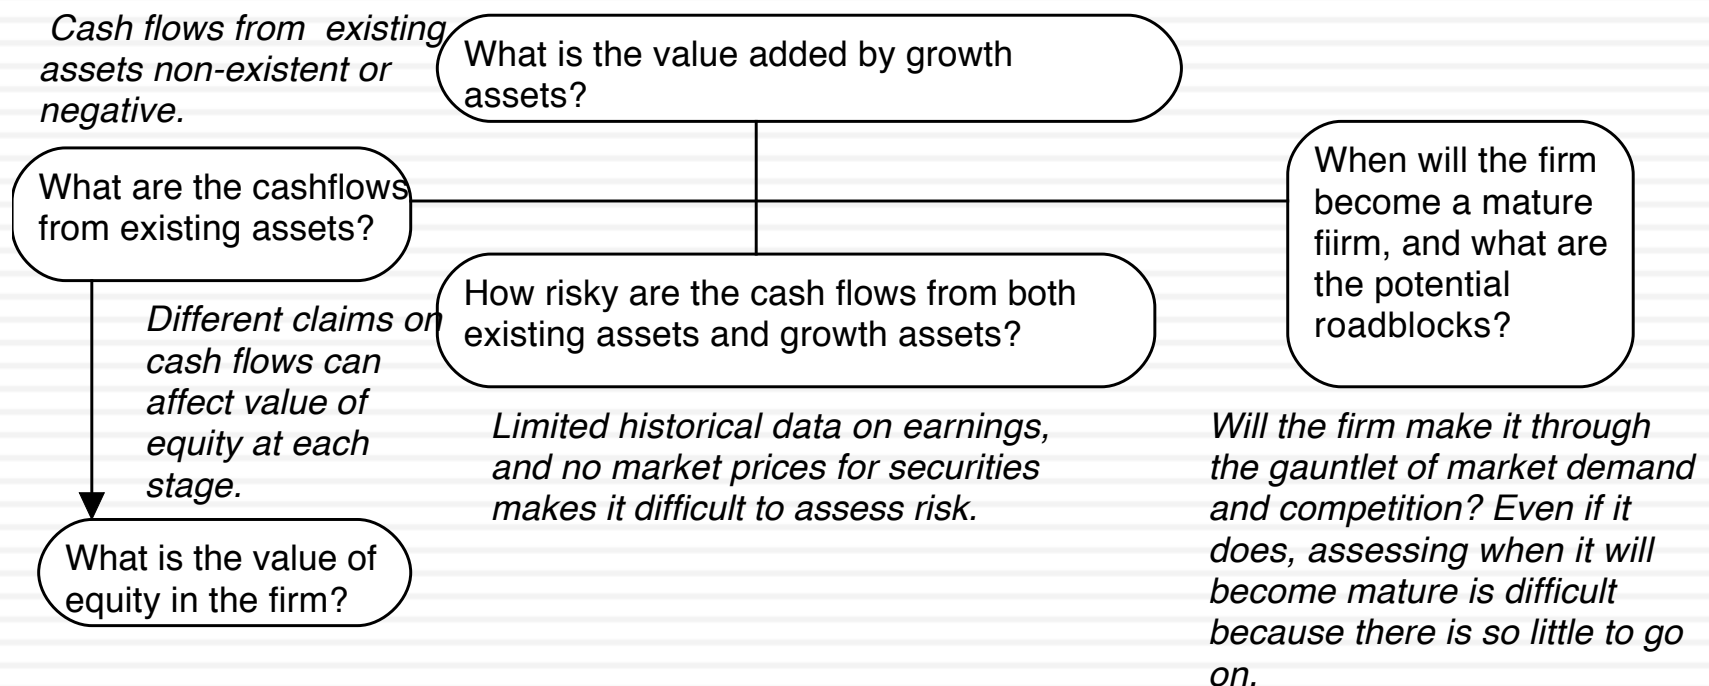 Cash flows from  existing
assets non-existent or
negative.
What is the value added by growth
assets?
What are the cashflows
from existing assets?
When will the firm
become a mature
fiirm, and what are
the potential
roadblocks?
How risky are the cash flows from both
existing assets and growth assets?
Different claims on
cash flows can
affect value of
equity at each
stage.
Limited historical data on earnings,
and no market prices for securities
makes it difficult to assess risk.
Will the firm make it through
the gauntlet of market demand
and competition? Even if it
does, assessing when it will
become mature is difficult
because there is so little to go
on.
What is the value of
equity in the firm?